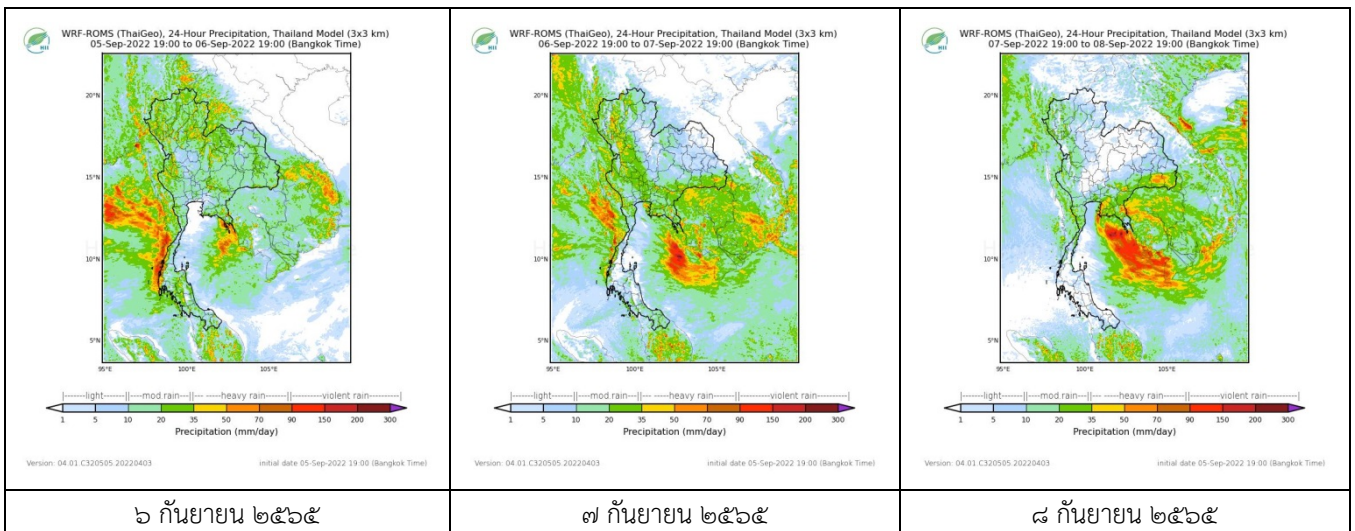 HII
WRF-ROMS (ThaiGeo), 24-Hour Precipitation, Thailand Model (3x3 km)
05-Sep-2022 19:00 to 06-Sep-2022 19:00 (Bangkok Time)
20°N
15°N
10°N
5°N
95°E 100°E 105°E
|------light-----||---mod rain---||--- ---heavy rain-----||------violent rain------|
1 5 10 20 35 50 70 90 150 200 300
Precipitation (mm/day)
Version: 04.01.C320505.20220403 initial date 05-Sep-2022 19:00 (Bangkok Time)
๖ กันยายน ๒๕๖๕
HII
WRF-ROMS (ThaiGeo), 24-Hour Precipitation, Thailand Model (3x3 km)
06-Sep-2022 19:00 to 07-Sep-2022 19:00 (Bangkok Time)
20°N
15°N
10°N
5°N
95°E 100°E 105°E
|------light-----||---mod rain---||--- ---heavy rain-----||------violent rain------|
1 5 10 20 35 50 70 90 150 200 300
Precipitation (mm/day)
Version: 04.01.C320505.20220403 initial date 05-Sep-2022 19:00 (Bangkok Time)
๗ กันยายน ๒๕๖๕
HII
WRF-ROMS (ThaiGeo), 24-Hour Precipitation, Thailand Model (3x3 km)
07-Sep-2022 19:00 to 08-Sep-2022 19:00 (Bangkok Time)
20°N
15°N
10°N
5°N
95°E 100°E 105°E
|------light-----||---mod rain---||--- ---heavy rain-----||------violent rain------|
1 5 10 20 35 50 70 90 150 200 300
Precipitation (mm/day)
Version: 04.01.C320505.20220403 initial date 05-Sep-2022 19:00 (Bangkok Time)
๘ กันยายน ๒๕๖๕